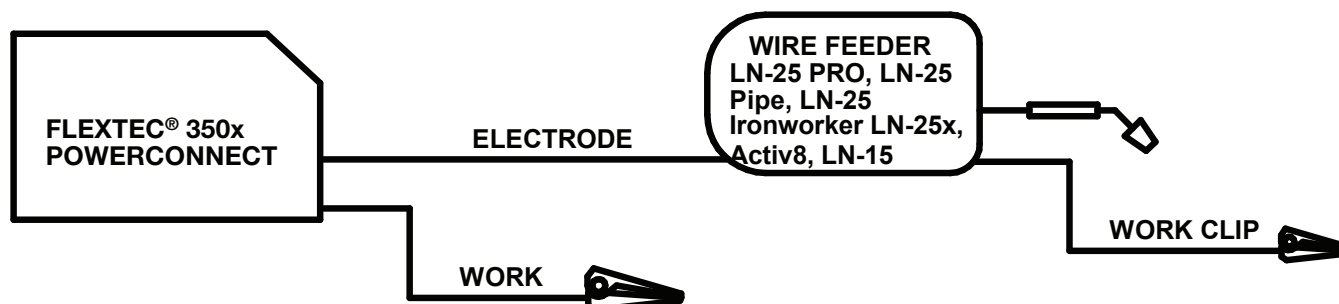 FLEXTEC® 350x
POWERCONNECT
ELECTRODE
WORK
WIRE FEEDER
LN-25 PRO, LN-25
Pipe, LN-25
Ironworker LN-25x,
Activ8, LN-15
WORK CLIP